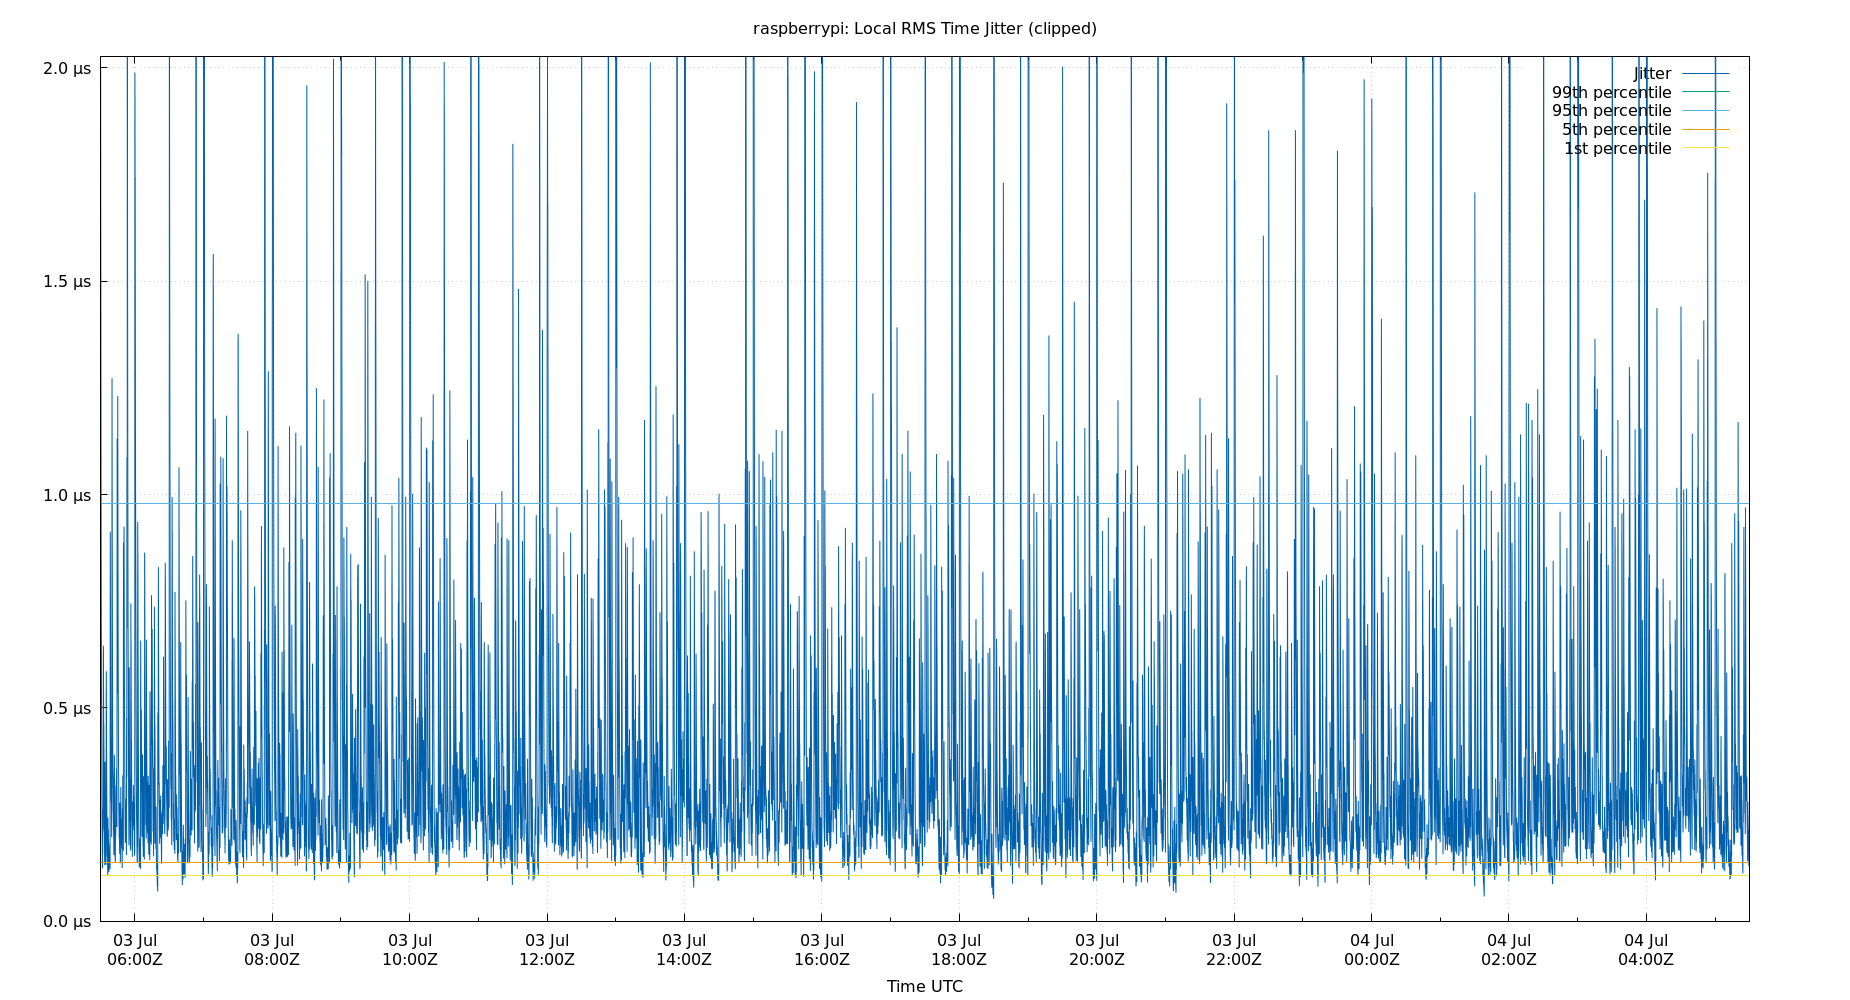 raspberrypi: Local RMS Time Jitter (clipped)
2.0 μs
1.5 μs
1.0 μs
0.5 μs
0.0 μs
Jitter
99th percentile
95th percentile
5th percentile
1st percentile
03 Jul 03 Jul 03 Jul 03 Jul 03 Jul 03 Jul 03 Jul 03 Jul 03 Jul 04 Jul 04 Jul 04 Jul
06:00Z 08:00Z 10:00Z 12:00Z 14:00Z 16:00Z 18:00Z 20:00Z 22:00Z 00:00Z 02:00Z 04:00Z
Time UTC